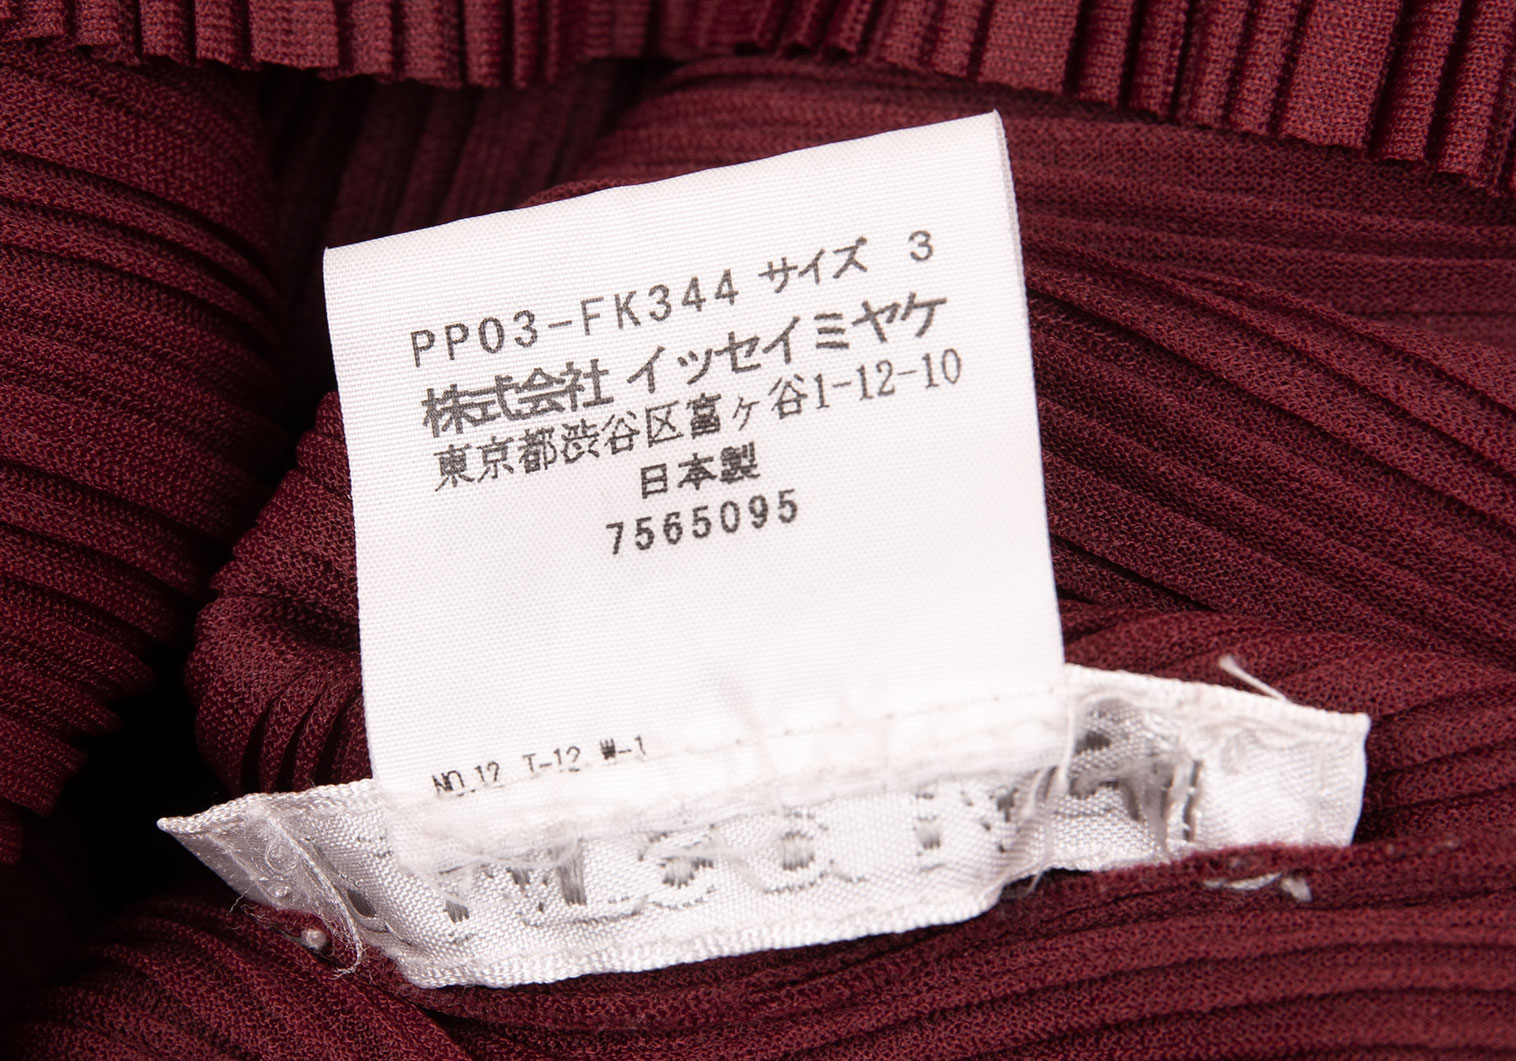 PP03-FK344 サイズ 3
株式会社 イッセイミヤケ
東京都渋谷区富ヶ谷1-12-10
日本製
7565095
NO.12 T-12 W-1